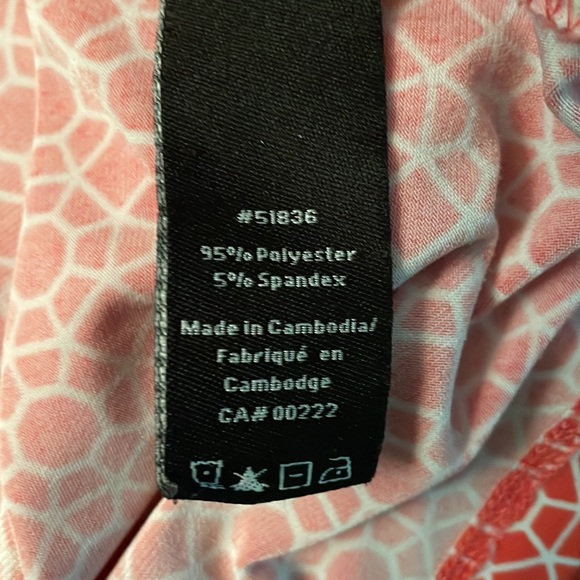 #51836
95% Polyester
5% Spandex
Made in Cambodia/
Fabriqué en
Cambodge
CA# 00222